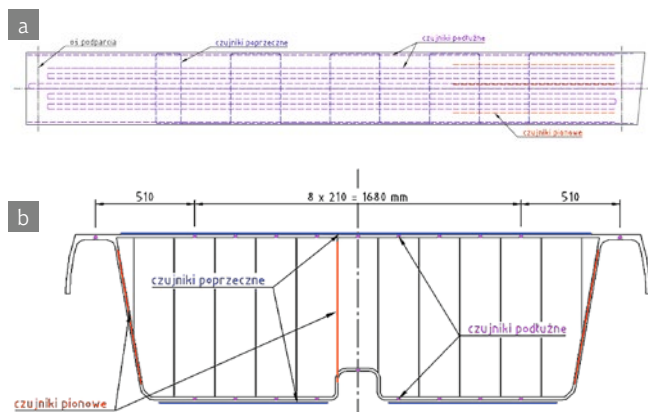 a
oś podparcia
czujniki poprzeczne
czujniki podłużne
czujniki pionowe
b
510
8 x 210 = 1680 mm
510
czujniki poprzeczne
czujniki podłużne
czujniki pionowe